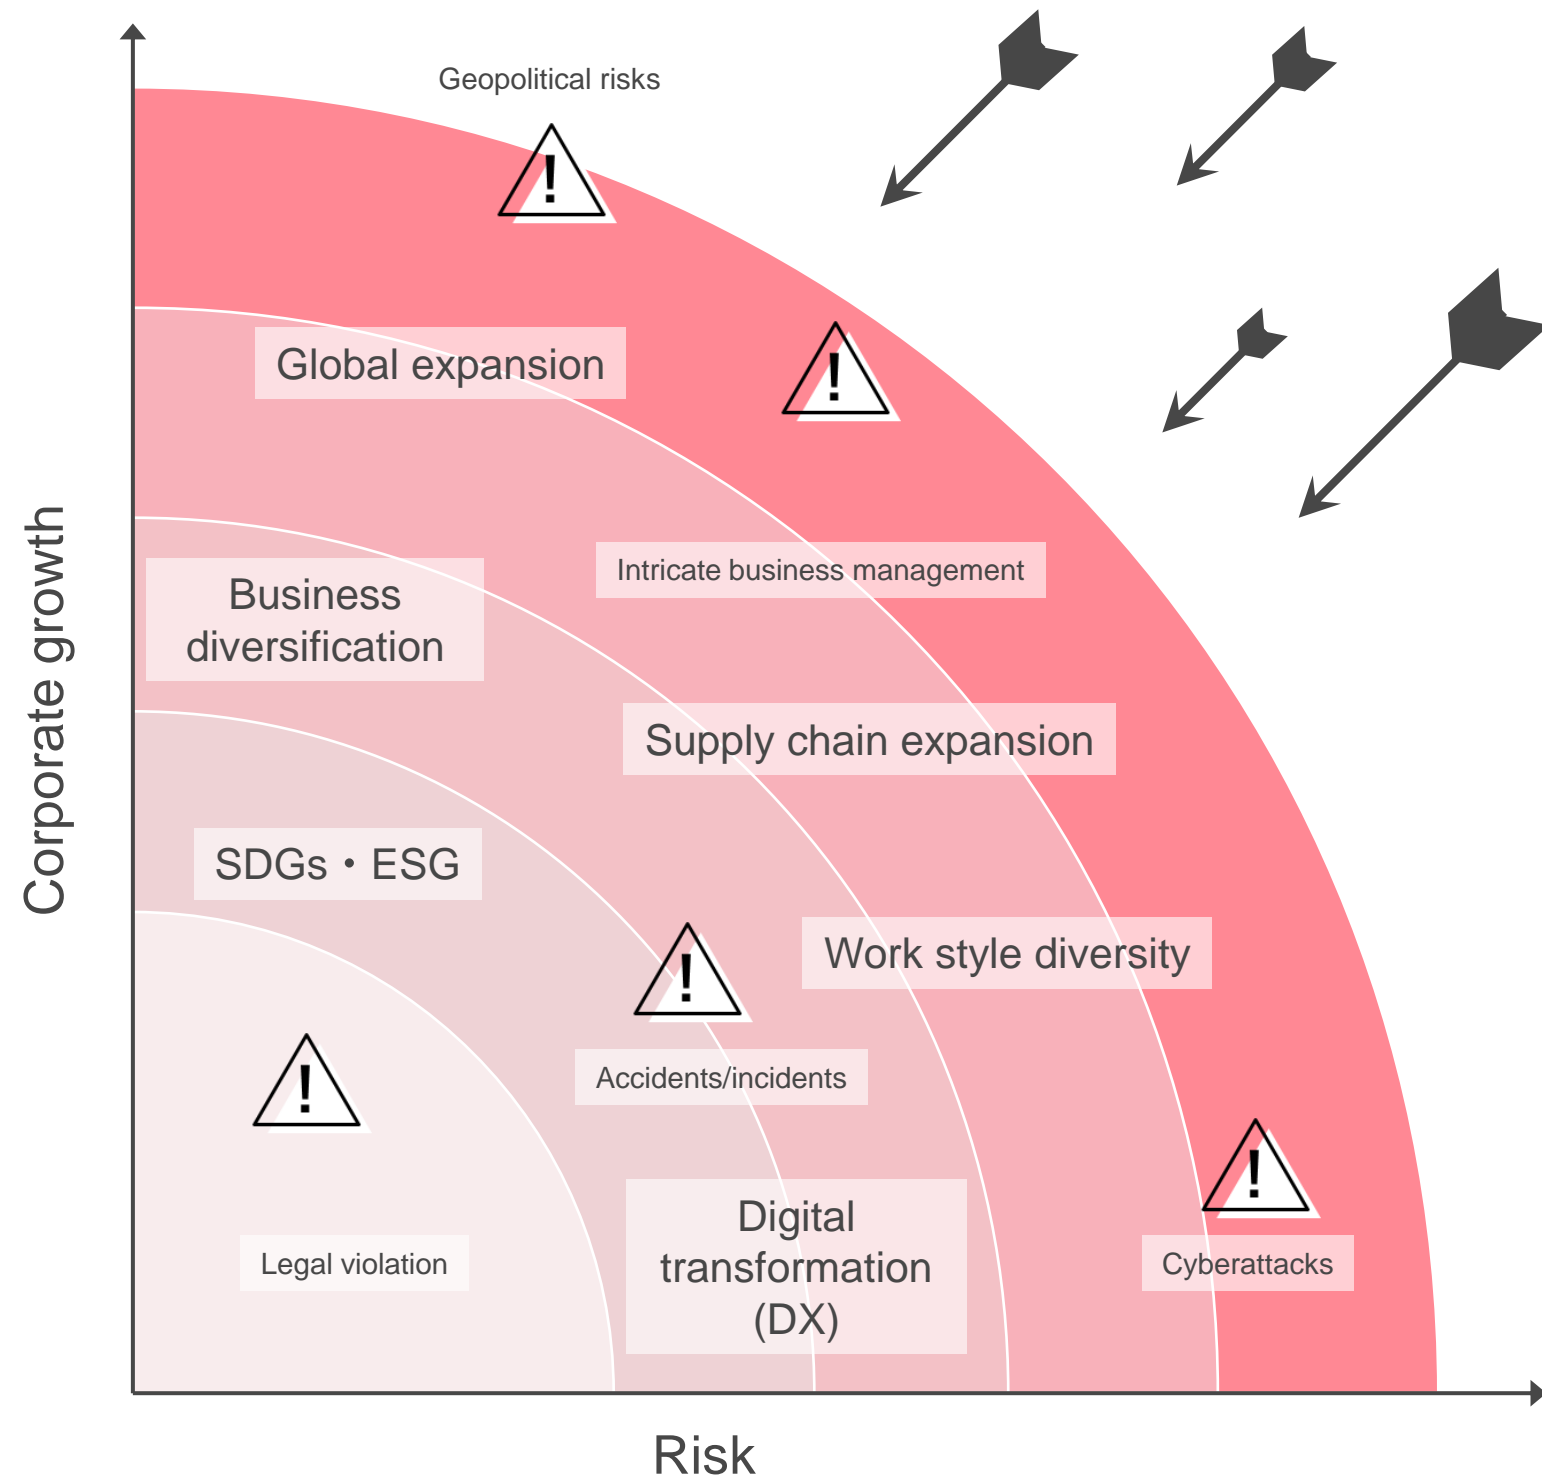 Geopolitical risks
Global expansion
Intricate business management
Business
diversification
Supply chain expansion
SDGs・ESG
Work style diversity
Accidents/incidents
Digital
transformation
(DX)
Legal violation
Cyberattacks
Corporate growth
Risk